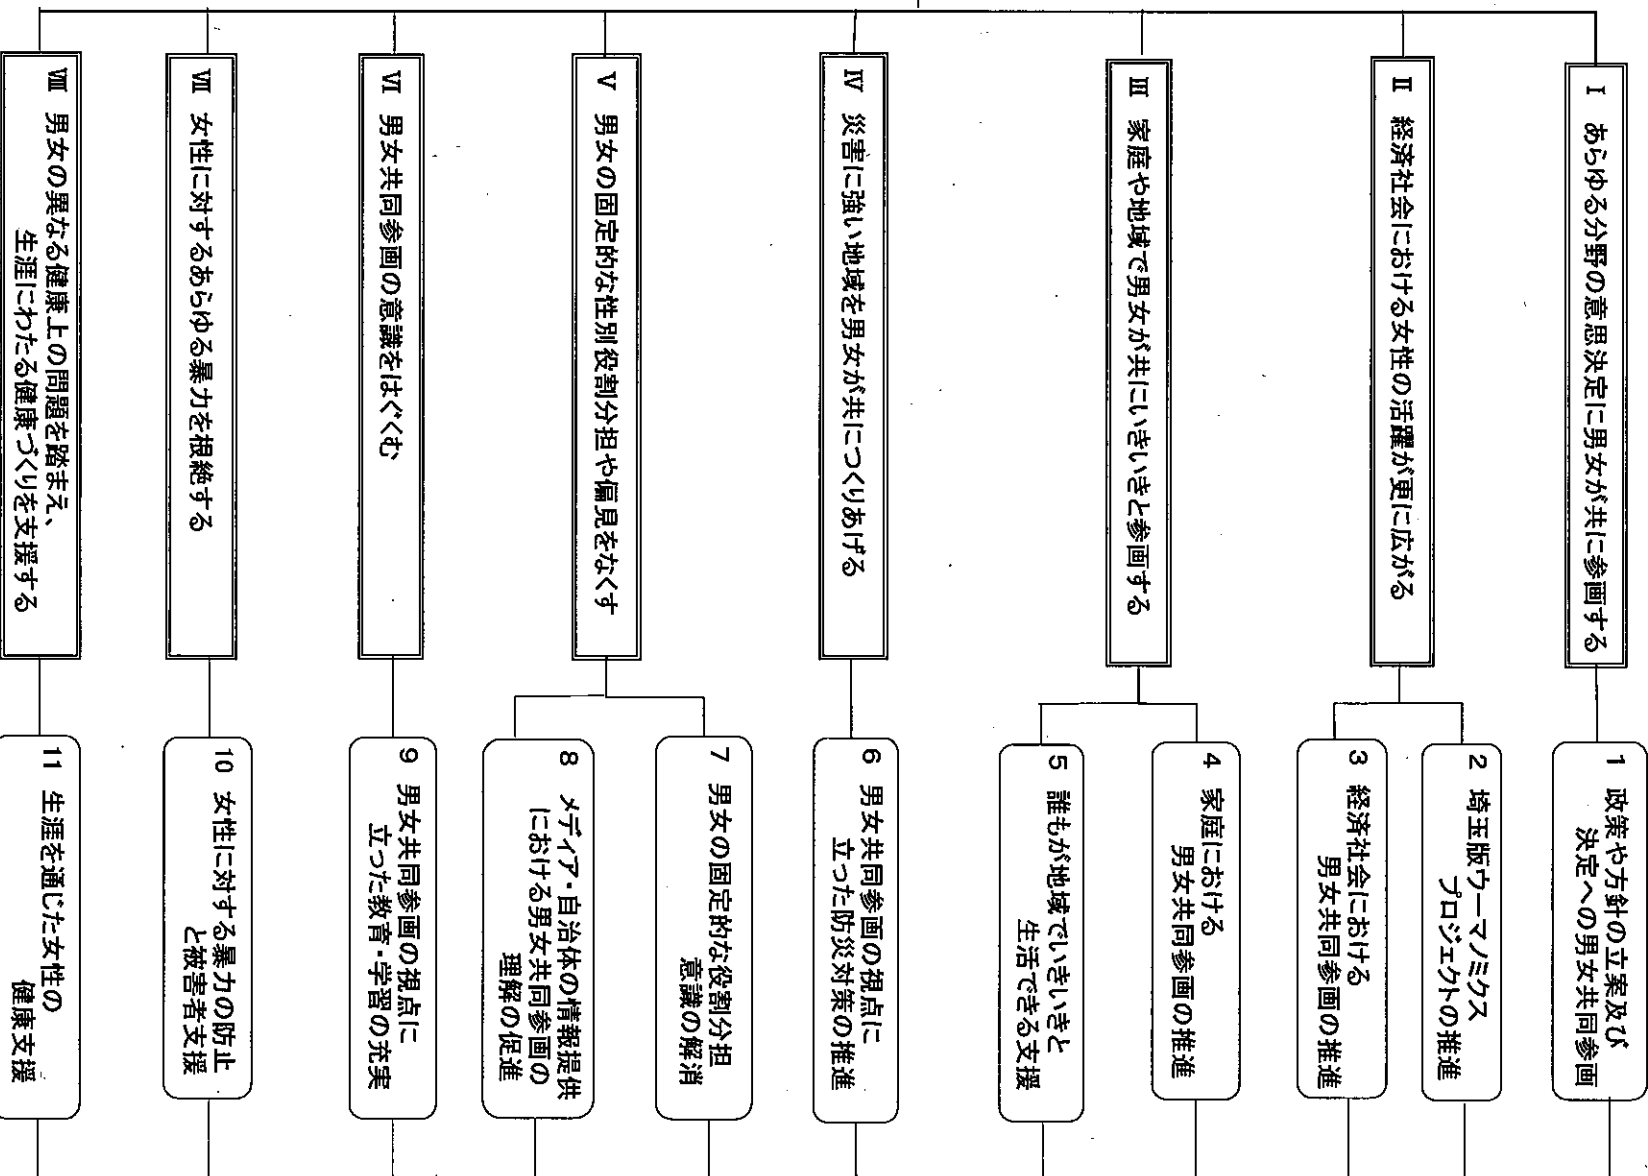 Ⅰ あらゆる分野の意思決定に男女が共に参画する
1 政策や方針の立案及び
決定への男女共同参画
Ⅱ 経済社会における女性の活躍が更に広がる
2 埼玉版ウーマノミクス
プロジェクトの推進
3 経済社会における
男女共同参画の推進
Ⅲ 家庭や地域で男女が共にいきいきと参画する
4 家庭における
男女共同参画の推進
5 誰もが地域でいきいきと
生活できる支援
Ⅳ 災害に強い地域を男女が共につくりあげる
6 男女共同参画の視点に
立った防災対策の推進
Ⅴ 男女の固定的な性別役割分担や偏見をなくす
7 男女の固定的な役割分担
意識の解消
8 メディア・自治体の情報提供
における男女共同参画の
理解の促進
Ⅵ 男女共同参画の意識をはぐくむ
9 男女共同参画の視点に
立った教育・学習の充実
Ⅶ 女性に対するあらゆる暴力を根絶する
10 女性に対する暴力の防止
と被害者支援
Ⅷ 男女の異なる健康上の問題を踏まえ、
生涯にわたる健康づくりを支援する
11 生涯を通じた女性の
健康支援